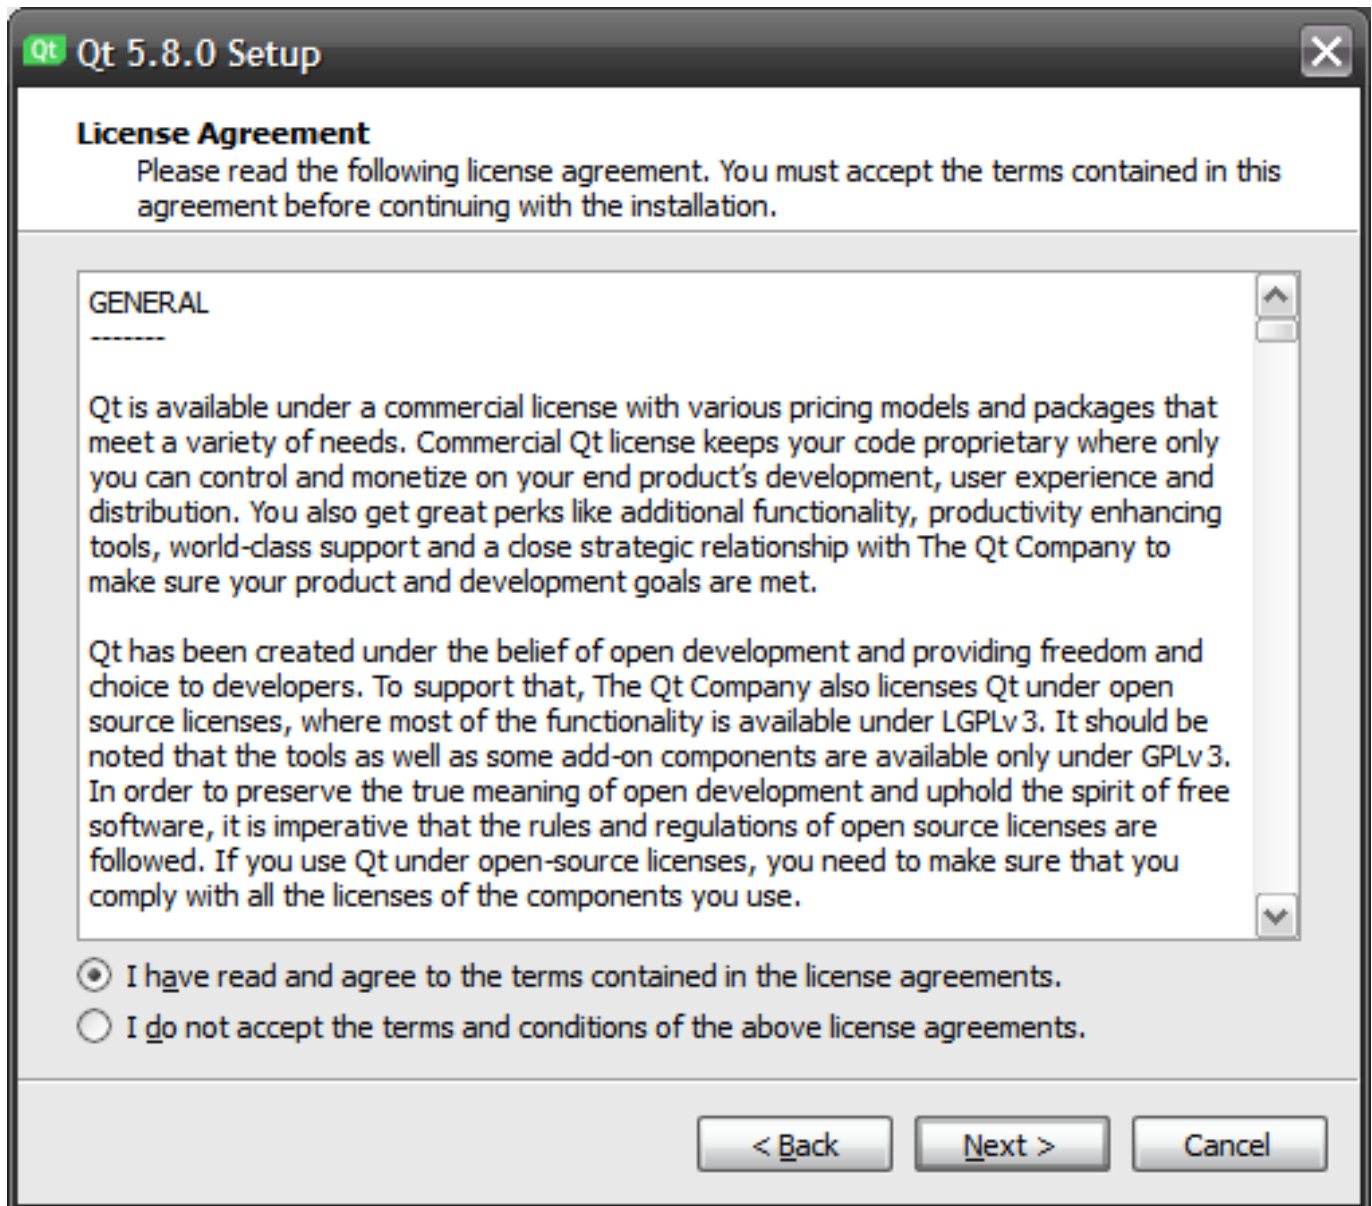 Qt Qt 5.8.0 Setup
License Agreement
Please read the following license agreement. You must accept the terms contained in this
agreement before continuing with the installation.
GENERAL
-------
Qt is available under a commercial license with various pricing models and packages that
meet a variety of needs. Commercial Qt license keeps your code proprietary where only
you can control and monetize on your end product’s development, user experience and
distribution. You also get great perks like additional functionality, productivity enhancing
tools, world-class support and a close strategic relationship with The Qt Company to
make sure your product and development goals are met.
Qt has been created under the belief of open development and providing freedom and
choice to developers. To support that, The Qt Company also licenses Qt under open
source licenses, where most of the functionality is available under LGPLv3. It should be
noted that the tools as well as some add-on components are available only under GPLv3.
In order to preserve the true meaning of open development and uphold the spirit of free
software, it is imperative that the rules and regulations of open source licenses are
followed. If you use Qt under open-source licenses, you need to make sure that you
comply with all the licenses of the components you use.
I have read and agree to the terms contained in the license agreements.
I do not accept the terms and conditions of the above license agreements.
< Back Next > Cancel